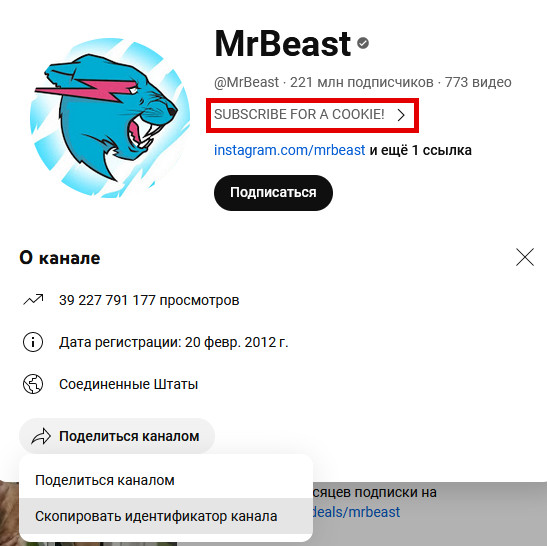 MrBeast
@MrBeast · 221 млн подписчиков · 773 видео
SUBSCRIBE FOR A COOKIE!
instagram.com/mrbeast и ещё 1 ссылка
Подписаться
О канале
39 227 791 177 просмотров
Дата регистрации: 20 февр. 2012 г.
Соединенные Штаты
Поделиться каналом
Поделиться каналом
сяцев подписки на
Скопировать идентификатор канала
deals/mrbeast